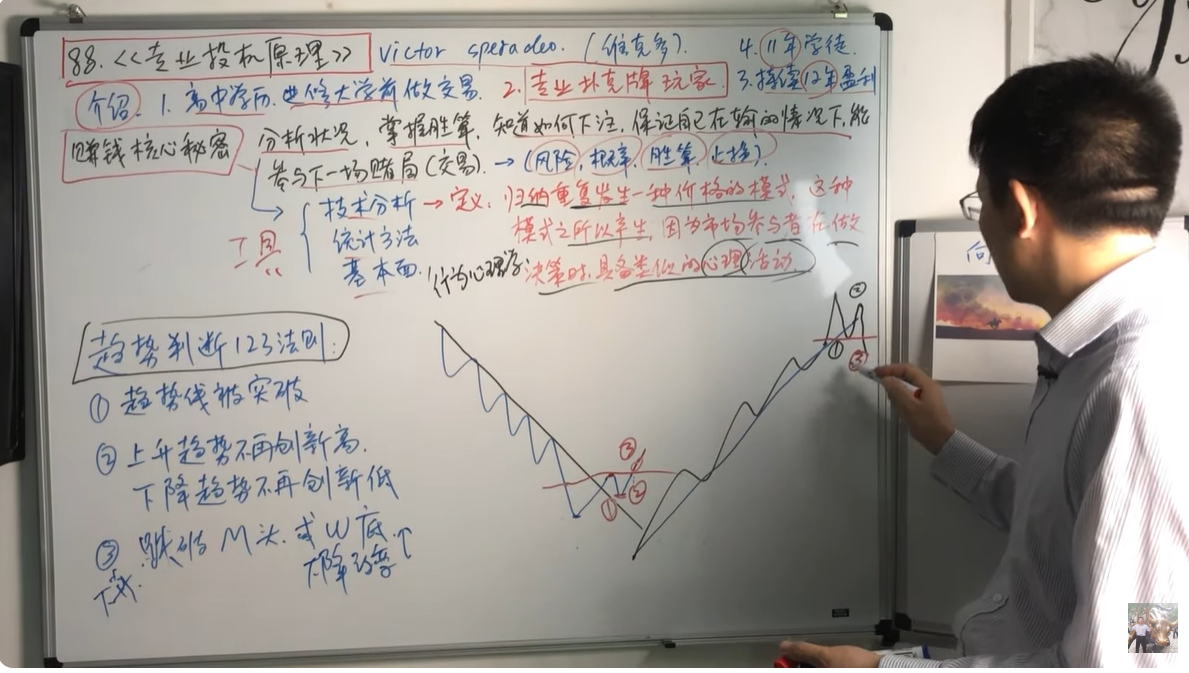 88. <<专业投机原理>> Victor speradeo. (维克多). 4. 11年学徒.
介绍: 1. 高中学历. 进修大学前做交易. 2. 专业扑克牌玩家 3. 持续12年盈利
赚钱核心秘密 分析状况, 掌握胜算, 知道如何下注, 保证自己在输的情况下, 能
参与下一场赌局(交易). → (风险, 概率, 胜算, 止损).
技术分析 → 定义: 归纳重复发生一种价格的模式, 这种
工具 统计方法 模式之所以产生, 因为市场参与者在做
基本面. 行为心理学 决策时, 具备类似的心理活动
趋势判断123法则:
① 趋势线被突破
② 上升趋势不再创新高.
下降趋势不再创新低
③ 跌破M头. 或W底.↑
下跌. 下降趋势
① ② ③
① ② ③
向